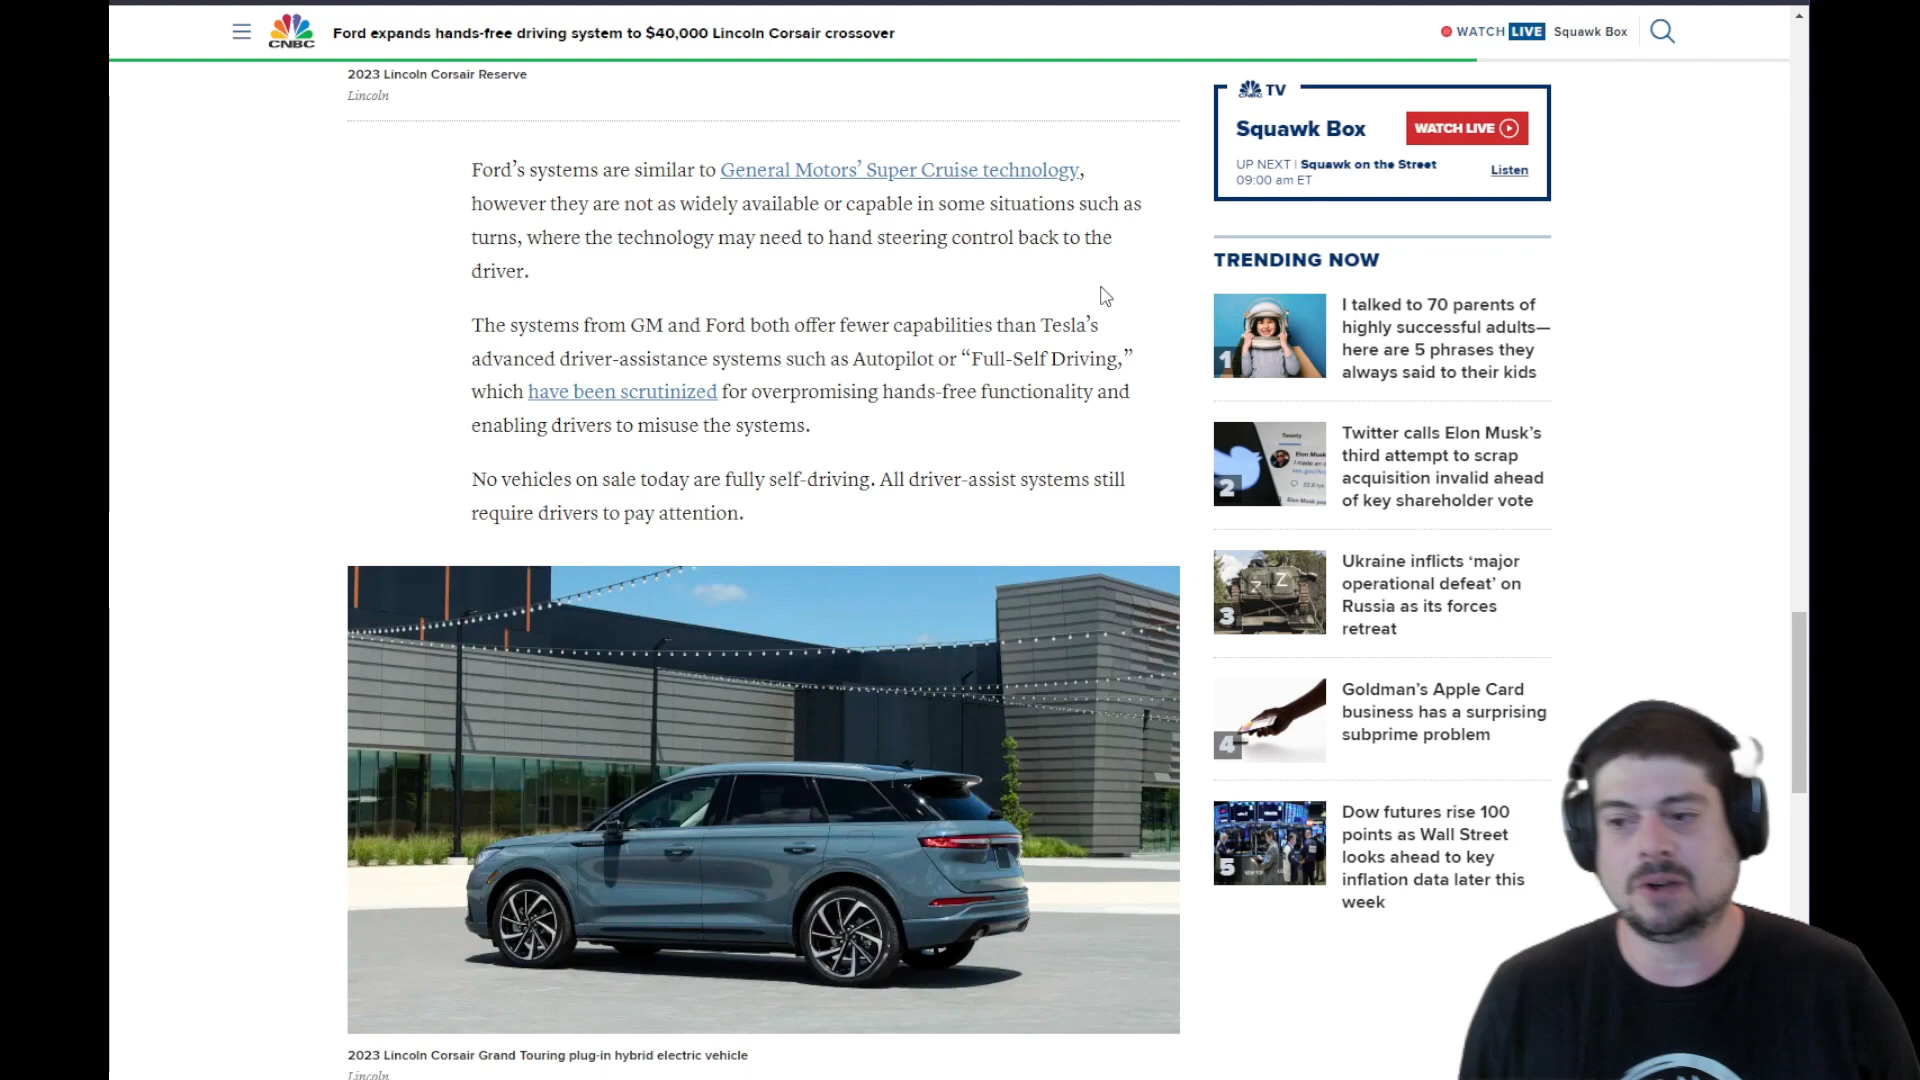 CNBC
Ford expands hands-free driving system to $40,000 Lincoln Corsair crossover
WATCH LIVE Squawk Box
2023 Lincoln Corsair Reserve
Lincoln
Ford’s systems are similar to General Motors’ Super Cruise technology,
however they are not as widely available or capable in some situations such as
turns, where the technology may need to hand steering control back to the
driver.
The systems from GM and Ford both offer fewer capabilities than Tesla’s
advanced driver-assistance systems such as Autopilot or “Full-Self Driving,”
which have been scrutinized for overpromising hands-free functionality and
enabling drivers to misuse the systems.
No vehicles on sale today are fully self-driving. All driver-assist systems still
require drivers to pay attention.
2023 Lincoln Corsair Grand Touring plug-in hybrid electric vehicle
Lincoln
CNBC TV
Squawk Box
WATCH LIVE
UP NEXT | Squawk on the Street
09:00 am ET
Listen
TRENDING NOW
1
I talked to 70 parents of
highly successful adults—
here are 5 phrases they
always said to their kids
2
Twitter calls Elon Musk’s
third attempt to scrap
acquisition invalid ahead
of key shareholder vote
3
Z Z
Ukraine inflicts ‘major
operational defeat’ on
Russia as its forces
retreat
4
Goldman’s Apple Card
business has a surprising
subprime problem
5
Dow futures rise 100
points as Wall Street
looks ahead to key
inflation data later this
week